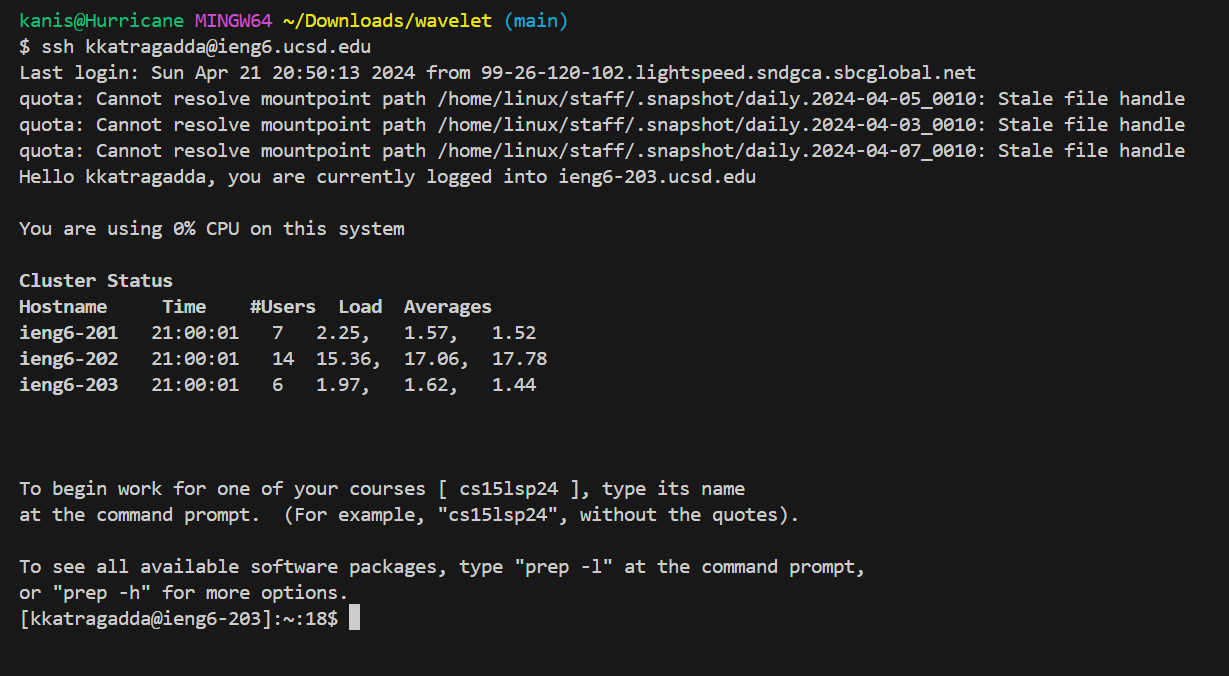 kanis@Hurricane MINGW64 ~/Downloads/wavelet (main)
$ ssh kkatragadda@ieng6.ucsd.edu
Last login: Sun Apr 21 20:50:13 2024 from 99-26-120-102.lightspeed.sndgca.sbcglobal.net
quota: Cannot resolve mountpoint path /home/linux/staff/.snapshot/daily.2024-04-05_0010: Stale file handle
quota: Cannot resolve mountpoint path /home/linux/staff/.snapshot/daily.2024-04-03_0010: Stale file handle
quota: Cannot resolve mountpoint path /home/linux/staff/.snapshot/daily.2024-04-07_0010: Stale file handle
Hello kkatragadda, you are currently logged into ieng6-203.ucsd.edu

You are using 0% CPU on this system

Cluster Status
Hostname     Time    #Users  Load  Averages
ieng6-201   21:00:01   7   2.25,   1.57,   1.52
ieng6-202   21:00:01   14  15.36,  17.06,  17.78
ieng6-203   21:00:01   6   1.97,   1.62,   1.44

To begin work for one of your courses [ cs15lsp24 ], type its name
at the command prompt.  (For example, "cs15lsp24", without the quotes).

To see all available software packages, type "prep -l" at the command prompt,
or "prep -h" for more options.
[kkatragadda@ieng6-203]:~:18$